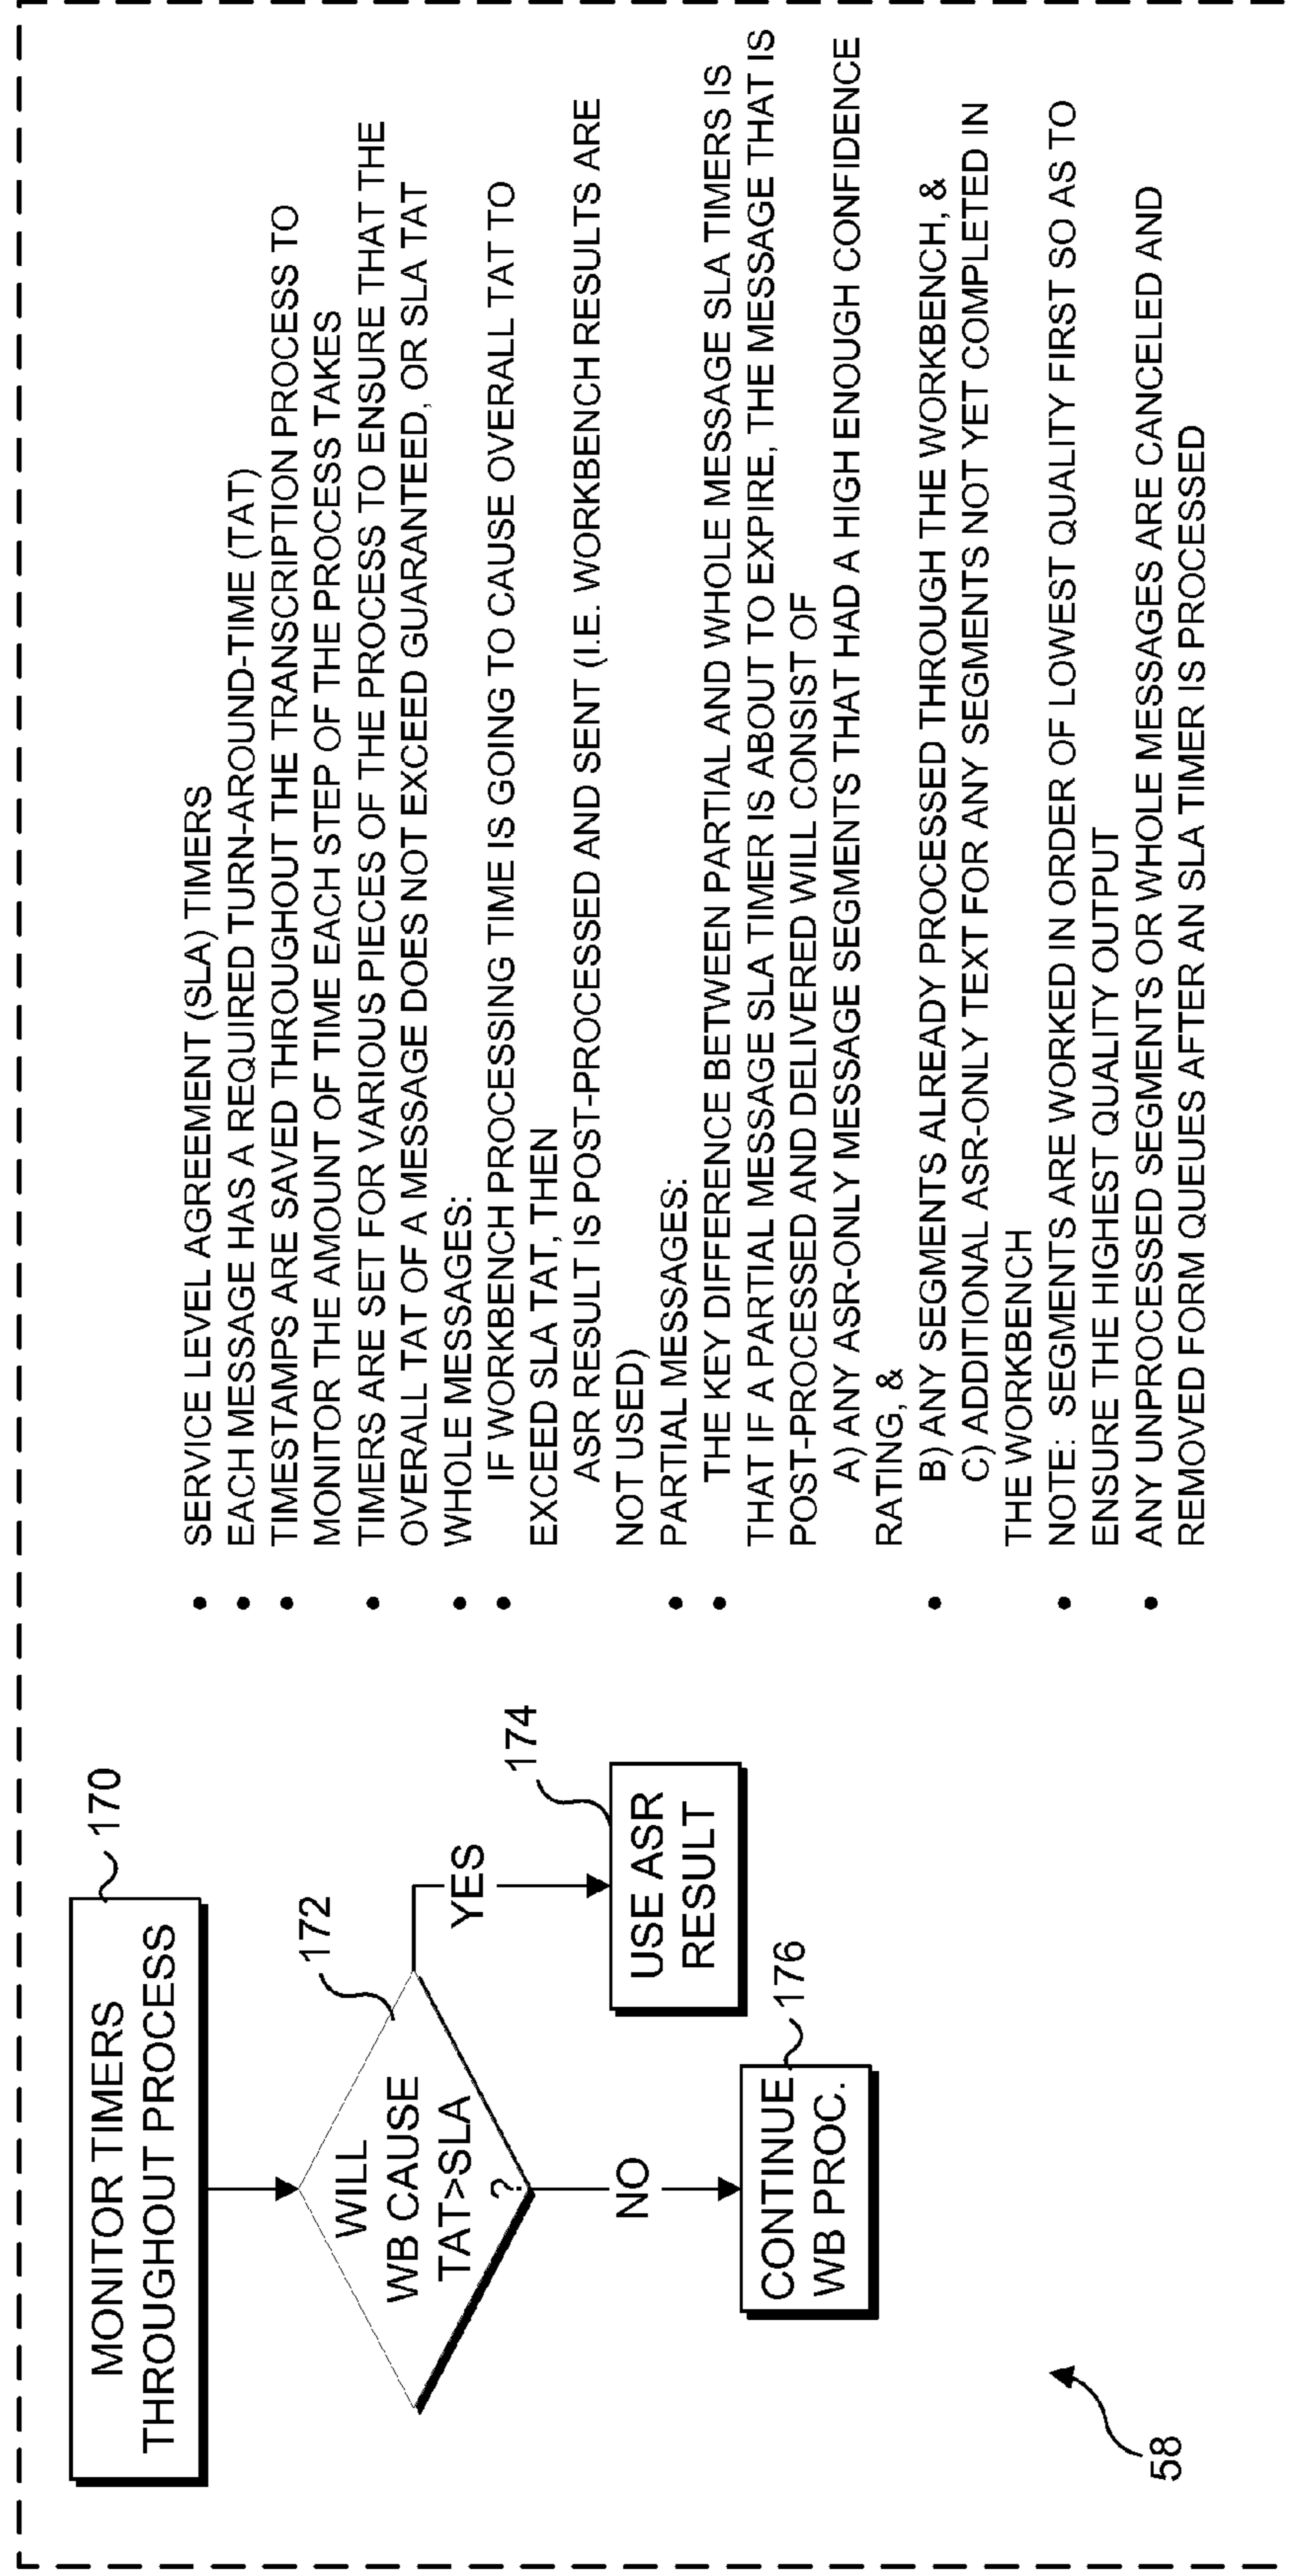 MONITOR TIMERS
THROUGHOUT PROCESS
170
WILL
WB CAUSE
TAT>SLA
?
172
YES
174
USE ASR
RESULT
NO
176
CONTINUE
WB PROC.
58
• SERVICE LEVEL AGREEMENT (SLA) TIMERS
• EACH MESSAGE HAS A REQUIRED TURN-AROUND-TIME (TAT)
• TIMESTAMPS ARE SAVED THROUGHOUT THE TRANSCRIPTION PROCESS TO
MONITOR THE AMOUNT OF TIME EACH STEP OF THE PROCESS TAKES
• TIMERS ARE SET FOR VARIOUS PIECES OF THE PROCESS TO ENSURE THAT THE
OVERALL TAT OF A MESSAGE DOES NOT EXCEED GUARANTEED, OR SLA TAT
• WHOLE MESSAGES:
• IF WORKBENCH PROCESSING TIME IS GOING TO CAUSE OVERALL TAT TO
EXCEED SLA TAT, THEN
ASR RESULT IS POST-PROCESSED AND SENT (I.E. WORKBENCH RESULTS ARE
NOT USED)
• PARTIAL MESSAGES:
• THE KEY DIFFERENCE BETWEEN PARTIAL AND WHOLE MESSAGE SLA TIMERS IS
THAT IF A PARTIAL MESSAGE SLA TIMER IS ABOUT TO EXPIRE, THE MESSAGE THAT IS
POST-PROCESSED AND DELIVERED WILL CONSIST OF
A) ANY ASR-ONLY MESSAGE SEGMENTS THAT HAD A HIGH ENOUGH CONFIDENCE
RATING, &
• B) ANY SEGMENTS ALREADY PROCESSED THROUGH THE WORKBENCH, &
C) ADDITIONAL ASR-ONLY TEXT FOR ANY SEGMENTS NOT YET COMPLETED IN
THE WORKBENCH
• NOTE: SEGMENTS ARE WORKED IN ORDER OF LOWEST QUALITY FIRST SO AS TO
ENSURE THE HIGHEST QUALITY OUTPUT
• ANY UNPROCESSED SEGMENTS OR WHOLE MESSAGES ARE CANCELED AND
REMOVED FORM QUEUES AFTER AN SLA TIMER IS PROCESSED